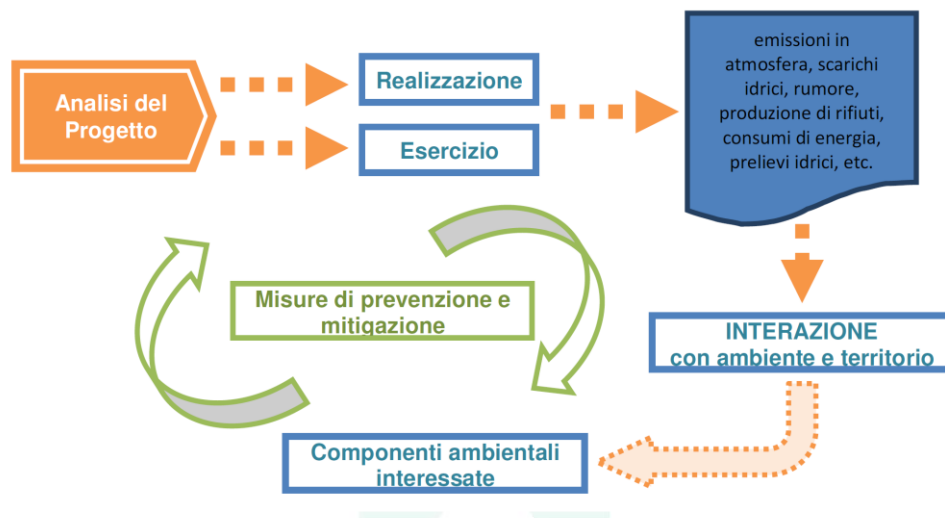 Analisi del
Progetto
Realizzazione
Esercizio
emissioni in
atmosfera, scarichi
idrici, rumore,
produzione di rifiuti,
consumi di energia,
prelievi idrici, etc.
Misure di prevenzione e
mitigazione
INTERAZIONE
con ambiente e territorio
Componenti ambientali
interessate